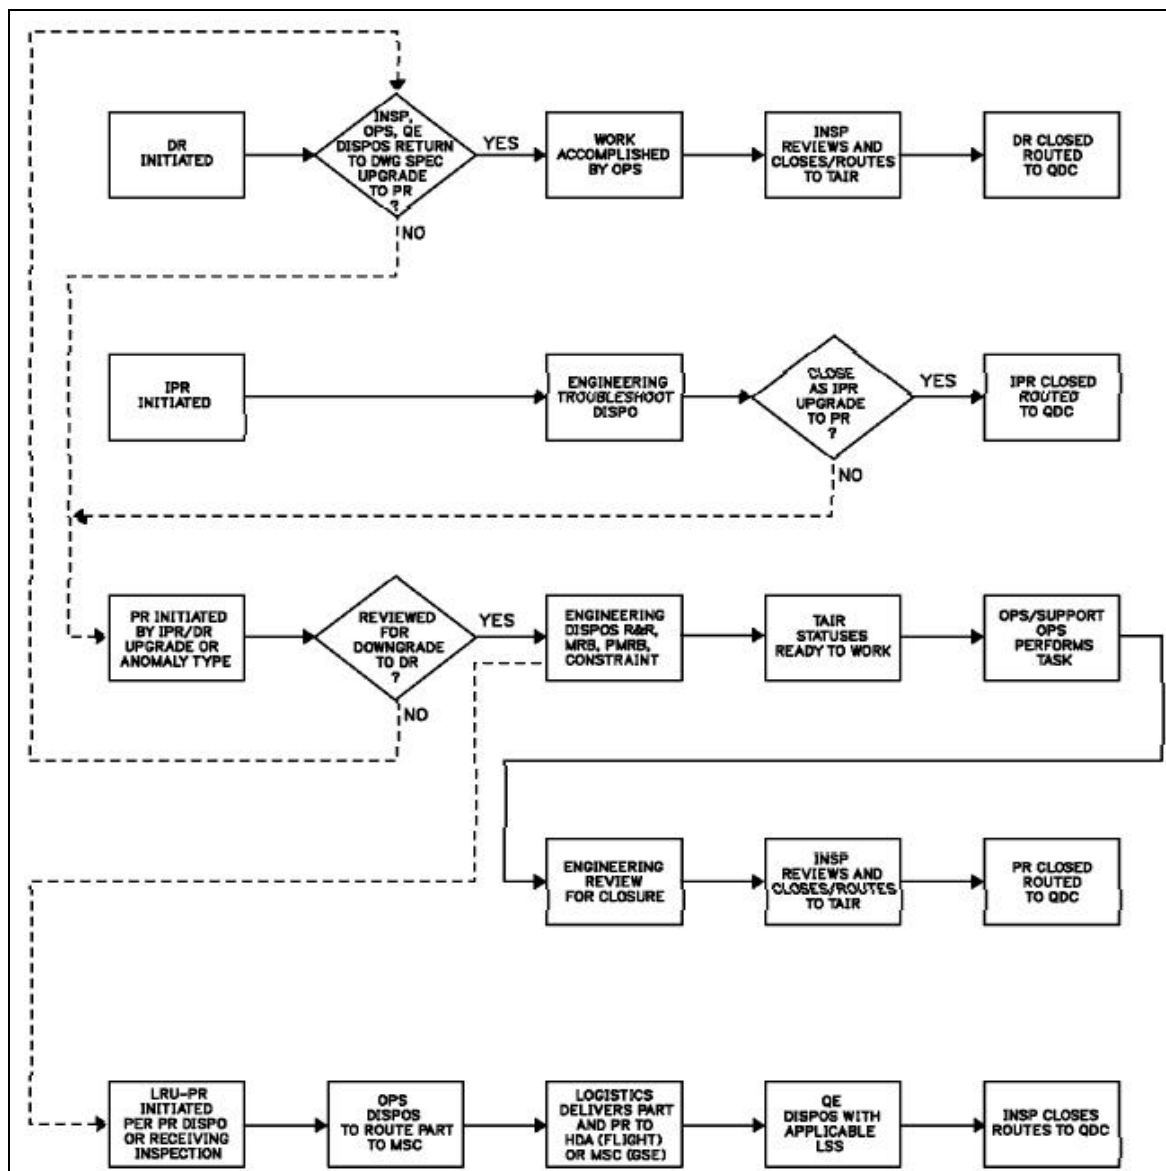 DR
INITIATED
INSP,
OPS, QE
DISPOS RETURN
TO DWG SPEC
UPGRADE
TO PR
?
YES
NO
WORK
ACCOMPLISHED
BY OPS
INSP
REVIEWS AND
CLOSES/ROUTES
TO TAIR
DR CLOSED
ROUTED
TO QDC
IPR
INITIATED
ENGINEERING
TROUBLESHOOT
DISPO
CLOSE
AS IPR
UPGRADE
TO PR
?
YES
NO
IPR CLOSED
ROUTED
TO QDC
PR INITIATED
BY IPR/DR
UPGRADE OR
ANOMALY TYPE
REVIEWED
FOR
DOWNGRADE
TO DR
?
YES
NO
ENGINEERING
DISPOS R&R,
MRB, PMRB,
CONSTRAINT
TAIR
STATUSES
READY TO WORK
OPS/SUPPORT
OPS
PERFORMS
TASK
ENGINEERING
REVIEW
FOR CLOSURE
INSP
REVIEWS AND
CLOSES/ROUTES
TO TAIR
PR CLOSED
ROUTED
TO QDC
LRU-PR
INITIATED
PER PR DISPO
OR RECEIVING
INSPECTION
OPS
DISPOS
TO ROUTE PART
TO MSC
LOGISTICS
DELIVERS PART
AND PR TO
HDA (FLIGHT)
OR MSC (GSE)
QE
DISPOS WITH
APPLICABLE
LSS
INSP CLOSES
ROUTES TO QDC